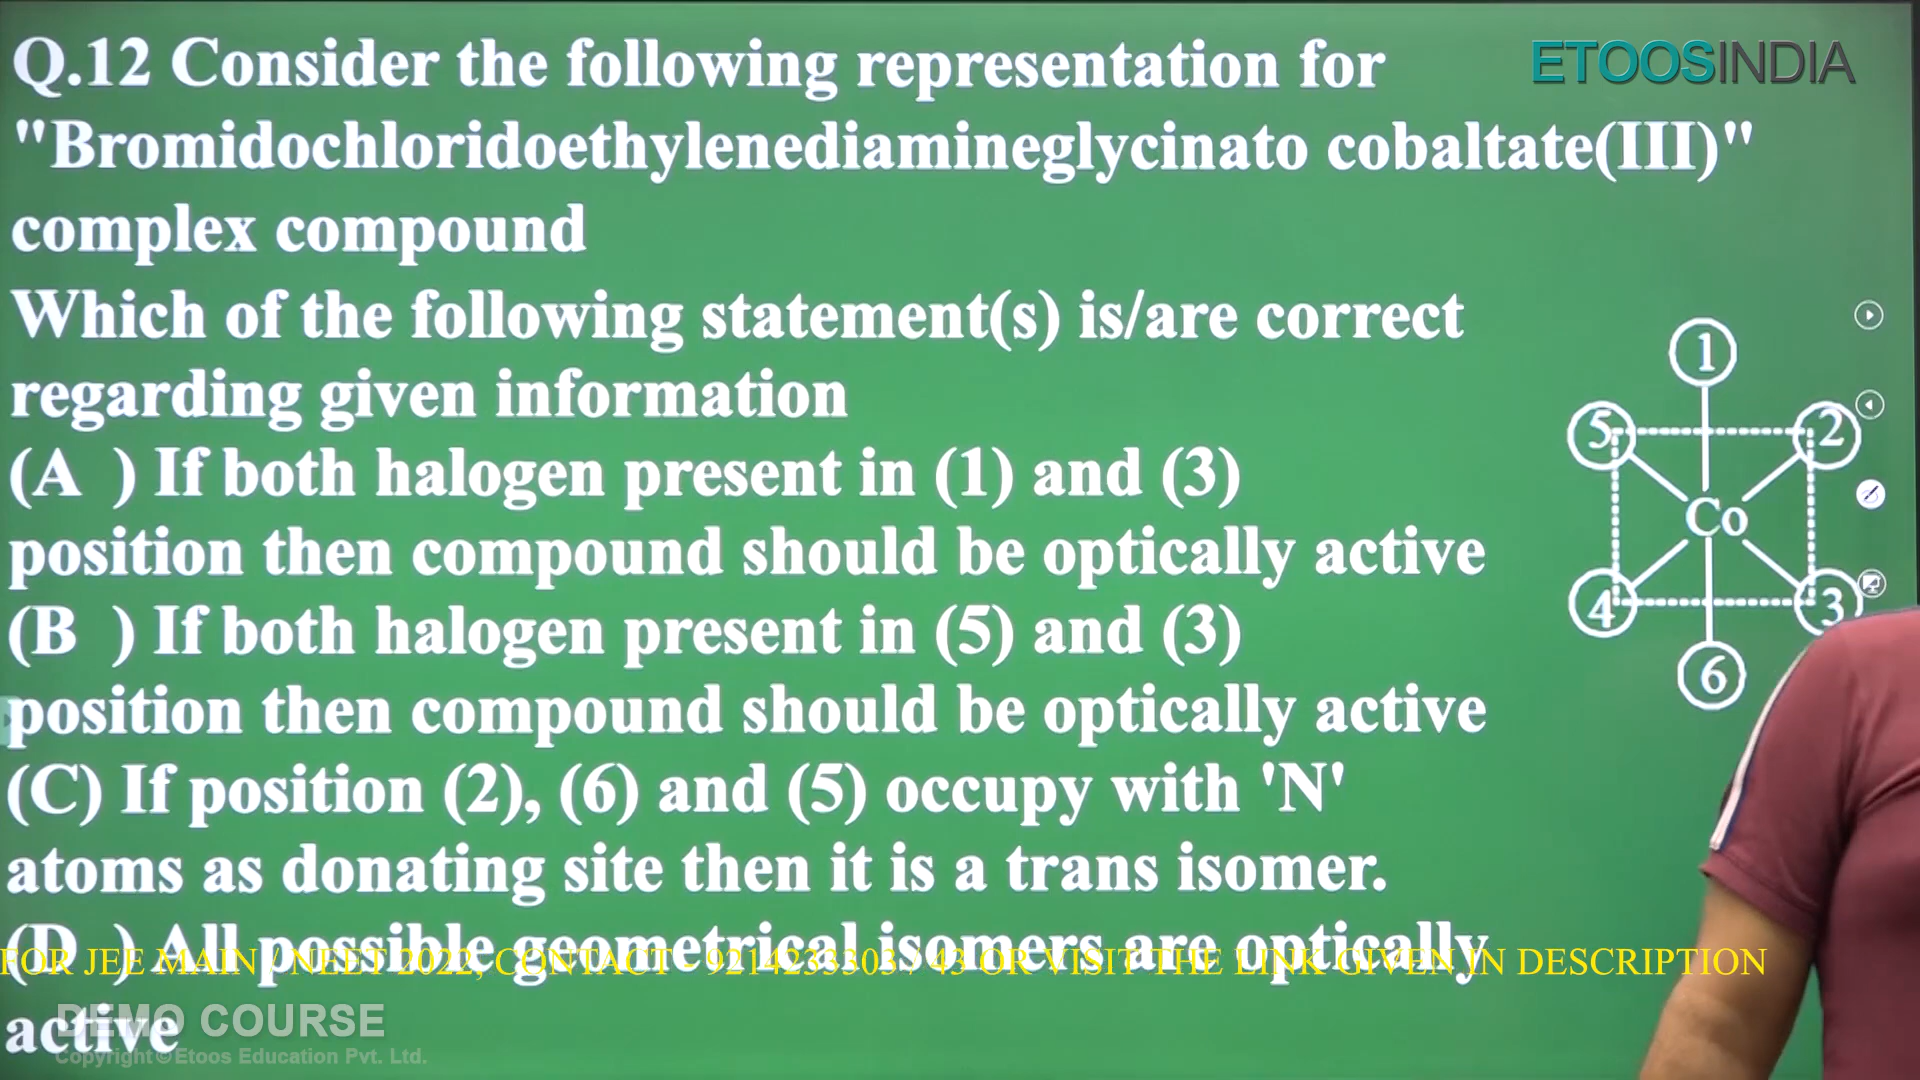 Q.12 Consider the following representation for
ETOOSINDIA
"Bromidochloridoethylenediamineglycinato cobaltate(III)"
complex compound
Which of the following statement(s) is/are correct
regarding given information
(A ) If both halogen present in (1) and (3)
position then compound should be optically active
(B ) If both halogen present in (5) and (3)
position then compound should be optically active
(C) If position (2), (6) and (5) occupy with 'N'
atoms as donating site then it is a trans isomer.
(D ) All possible geometrical isomers are optically
active
1
5
2
Co
4
3
6
FOR JEE MAIN / NEET 2022, CONTACT - 9214233303 / 43 OR VISIT THE LINK GIVEN IN DESCRIPTION
DEMO COURSE
Copyright©Etoos Education Pvt. Ltd.